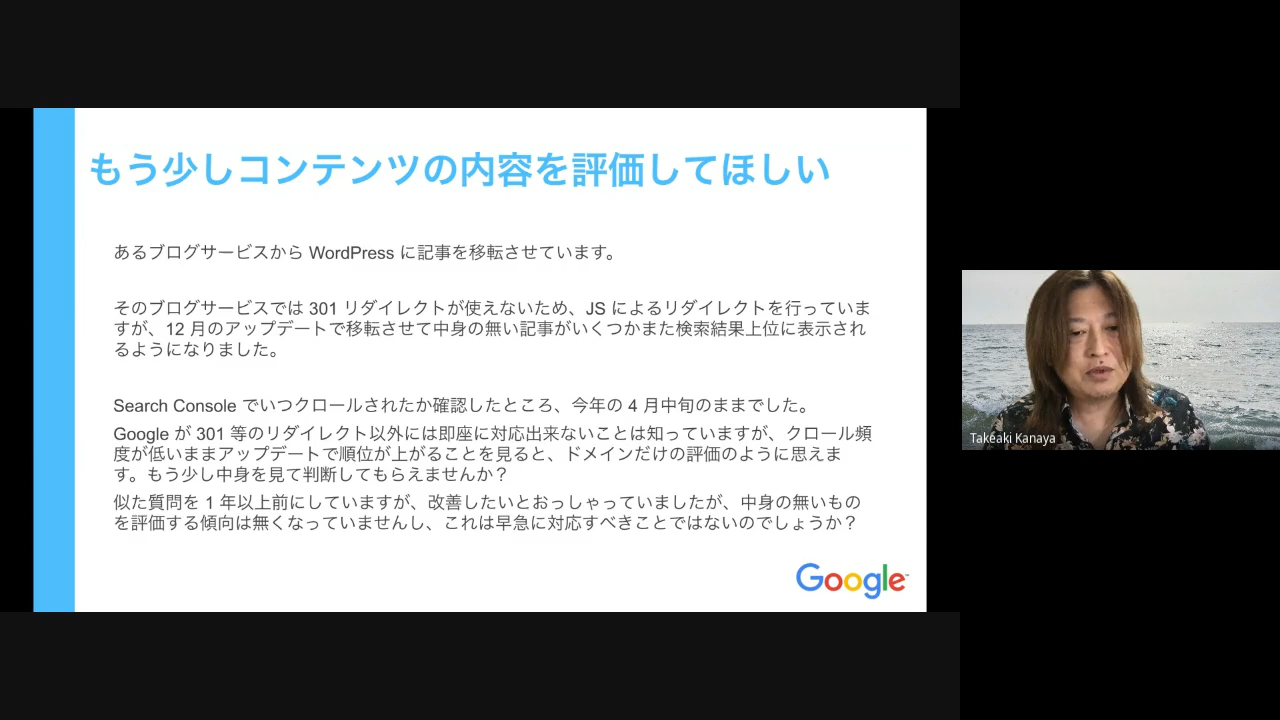 もう少しコンテンツの内容を評価してほしい
あるブログサービスから WordPress に記事を移転させています。
そのブログサービスでは 301 リダイレクトが使えないため、JS によるリダイレクトを行っていま
すが、12 月のアップデートで移転させて中身の無い記事がいくつかまた検索結果上位に表示され
るようになりました。
Search Console でいつクロールされたか確認したところ、今年の 4 月中旬のままでした。
Google が 301 等のリダイレクト以外には即座に対応出来ないことは知っていますが、クロール頻
度が低いままアップデートで順位が上がることを見ると、ドメインだけの評価のように思えま
す。もう少し中身を見て判断してもらえませんか？
似た質問を 1 年以上前にしていますが、改善したいとおっしゃっていましたが、中身の無いもの
を評価する傾向は無くなっていませんし、これは早急に対応すべきことではないのでしょうか？
Google
Takeaki Kanaya